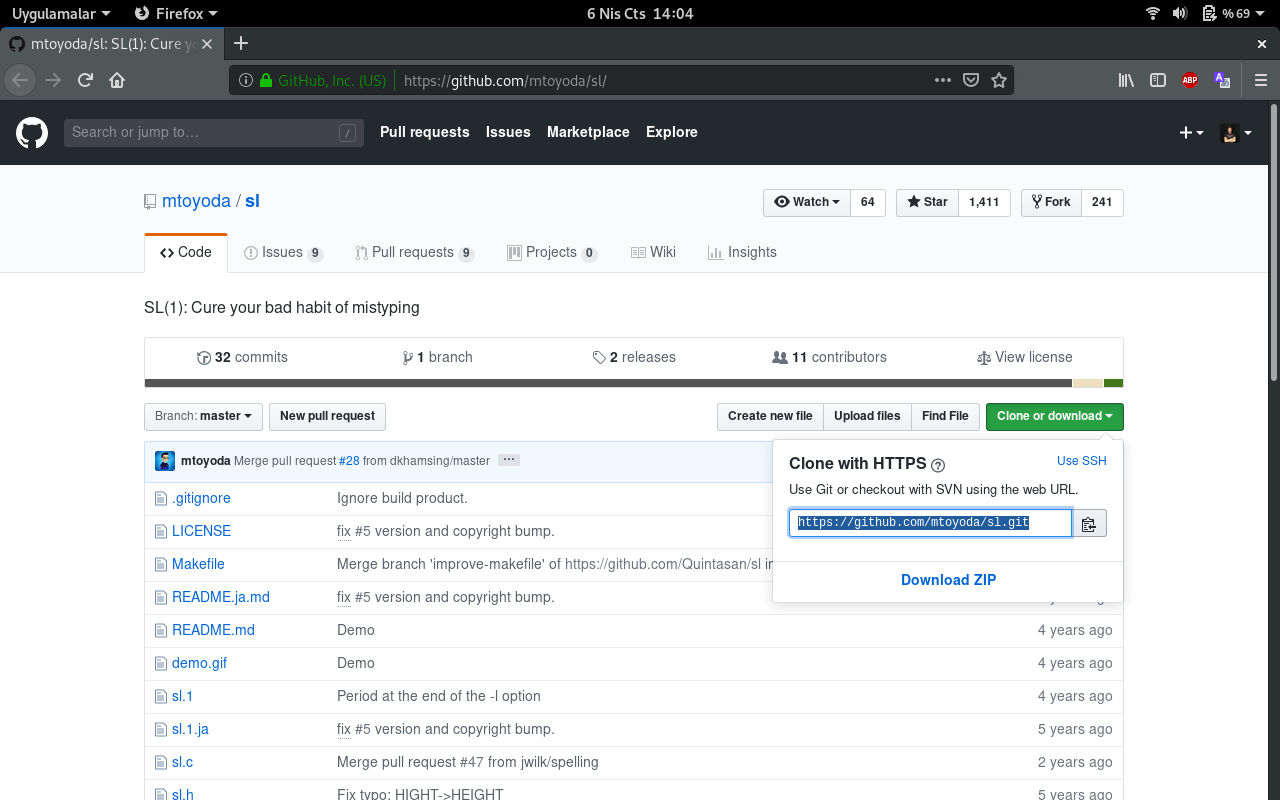 Uygulamalar Firefox 6 Nis Cts 14:04 % 69
mtoyoda/sl: SL(1): Cure y
GitHub, Inc. (US) https://github.com/mtoyoda/sl/ ABP
Search or jump to… / Pull requests Issues Marketplace Explore
mtoyoda / sl Watch 64 Star 1,411 Fork 241
Code Issues 9 Pull requests 9 Projects 0 Wiki Insights
SL(1): Cure your bad habit of mistyping
32 commits 1 branch 2 releases 11 contributors View license
Branch: master New pull request Create new file Upload files Find File Clone or download
mtoyoda Merge pull request #28 from dkhamsing/master ...
Clone with HTTPS ? Use SSH
Use Git or checkout with SVN using the web URL.
https://github.com/mtoyoda/sl.git
Download ZIP
.gitignore Ignore build product.
LICENSE fix #5 version and copyright bump.
Makefile Merge branch 'improve-makefile' of https://github.com/Quintasan/sl
README.ja.md fix #5 version and copyright bump.
README.md Demo 4 years ago
demo.gif Demo 4 years ago
sl.1 Period at the end of the -l option 4 years ago
sl.1.ja fix #5 version and copyright bump. 5 years ago
sl.c Merge pull request #47 from jwilk/spelling 2 years ago
sl.h Fix typo: HIGHT->HEIGHT 5 years ago